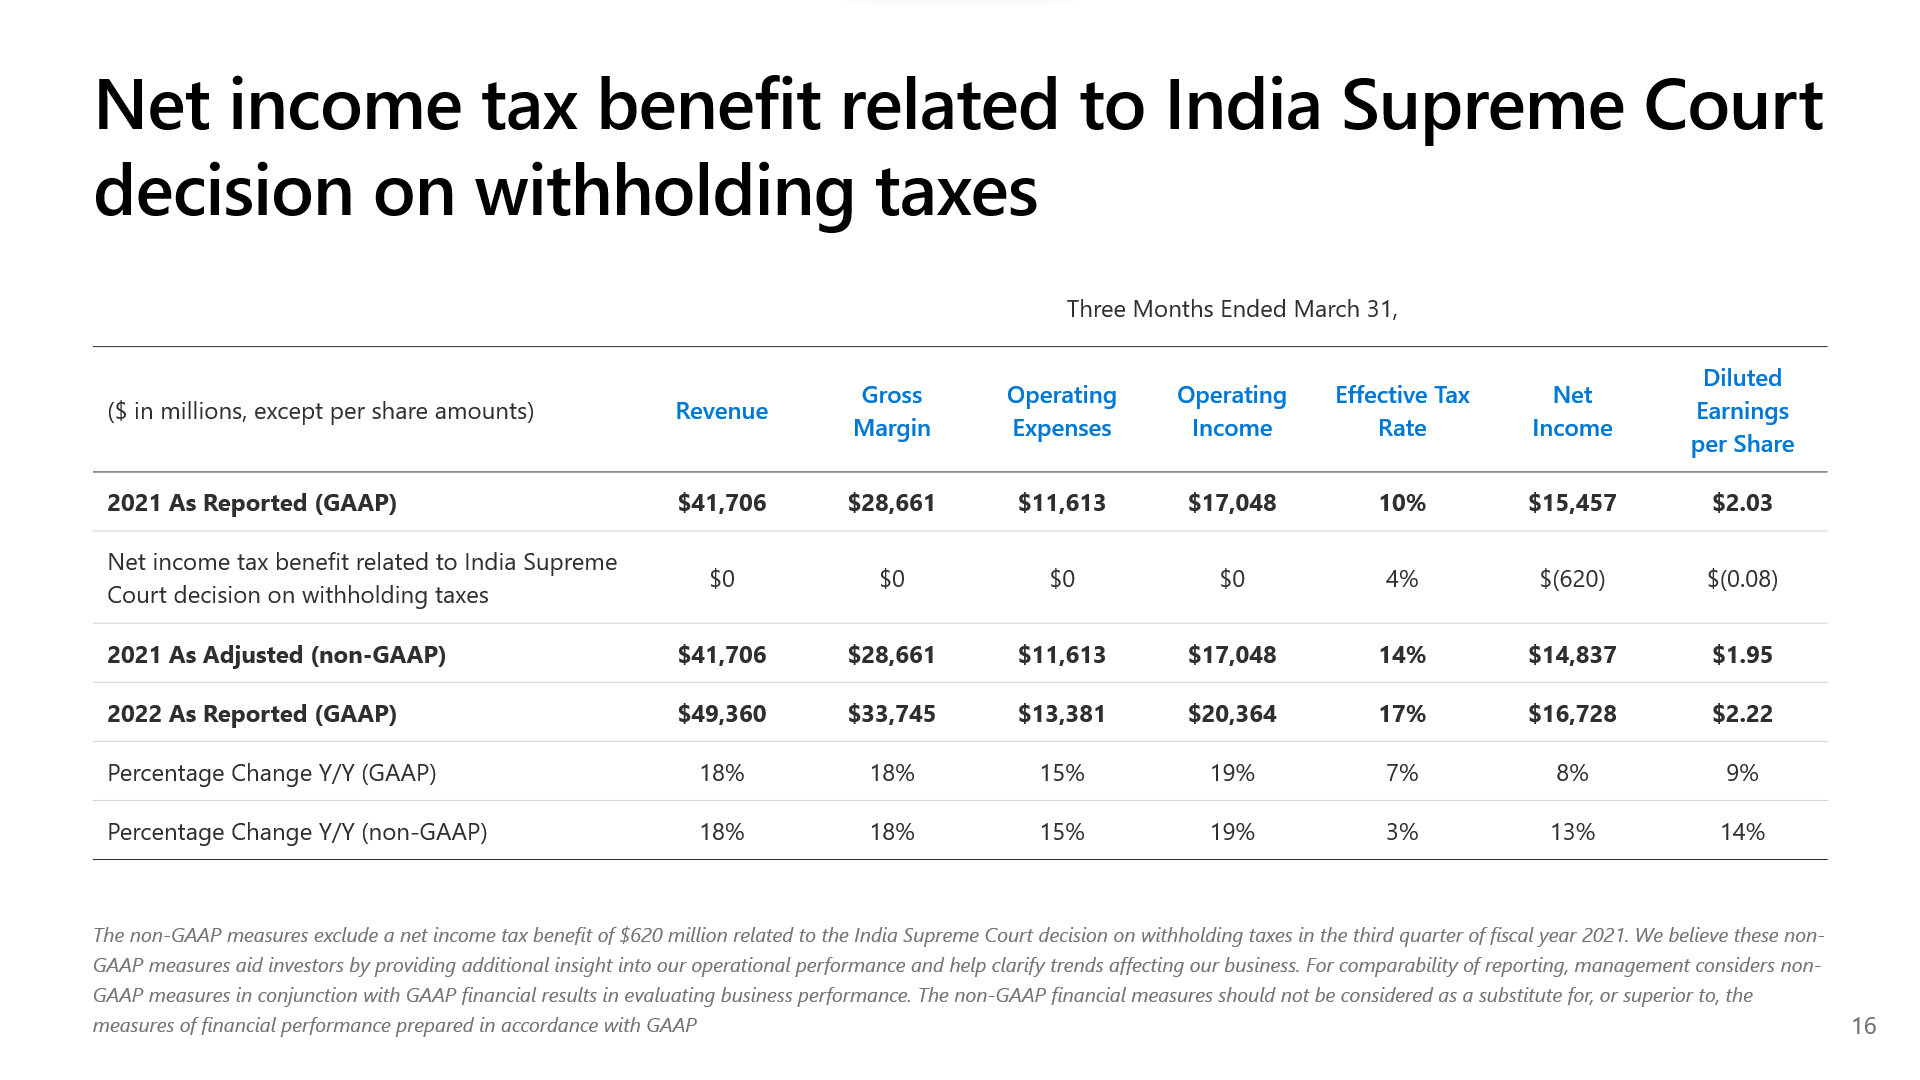 Net income tax benefit related to India Supreme Court
decision on withholding taxes
Three Months Ended March 31,
($ in millions, except per share amounts) Revenue Gross Margin Operating Expenses Operating Income Effective Tax Rate Net Income Diluted Earnings per Share
2021 As Reported (GAAP) $41,706 $28,661 $11,613 $17,048 10% $15,457 $2.03
Net income tax benefit related to India Supreme
Court decision on withholding taxes $0 $0 $0 $0 4% $(620) $(0.08)
2021 As Adjusted (non-GAAP) $41,706 $28,661 $11,613 $17,048 14% $14,837 $1.95
2022 As Reported (GAAP) $49,360 $33,745 $13,381 $20,364 17% $16,728 $2.22
Percentage Change Y/Y (GAAP) 18% 18% 15% 19% 7% 8% 9%
Percentage Change Y/Y (non-GAAP) 18% 18% 15% 19% 3% 13% 14%
The non-GAAP measures exclude a net income tax benefit of $620 million related to the India Supreme Court decision on withholding taxes in the third quarter of fiscal year 2021. We believe these non-
GAAP measures aid investors by providing additional insight into our operational performance and help clarify trends affecting our business. For comparability of reporting, management considers non-
GAAP measures in conjunction with GAAP financial results in evaluating business performance. The non-GAAP financial measures should not be considered as a substitute for, or superior to, the
measures of financial performance prepared in accordance with GAAP
16